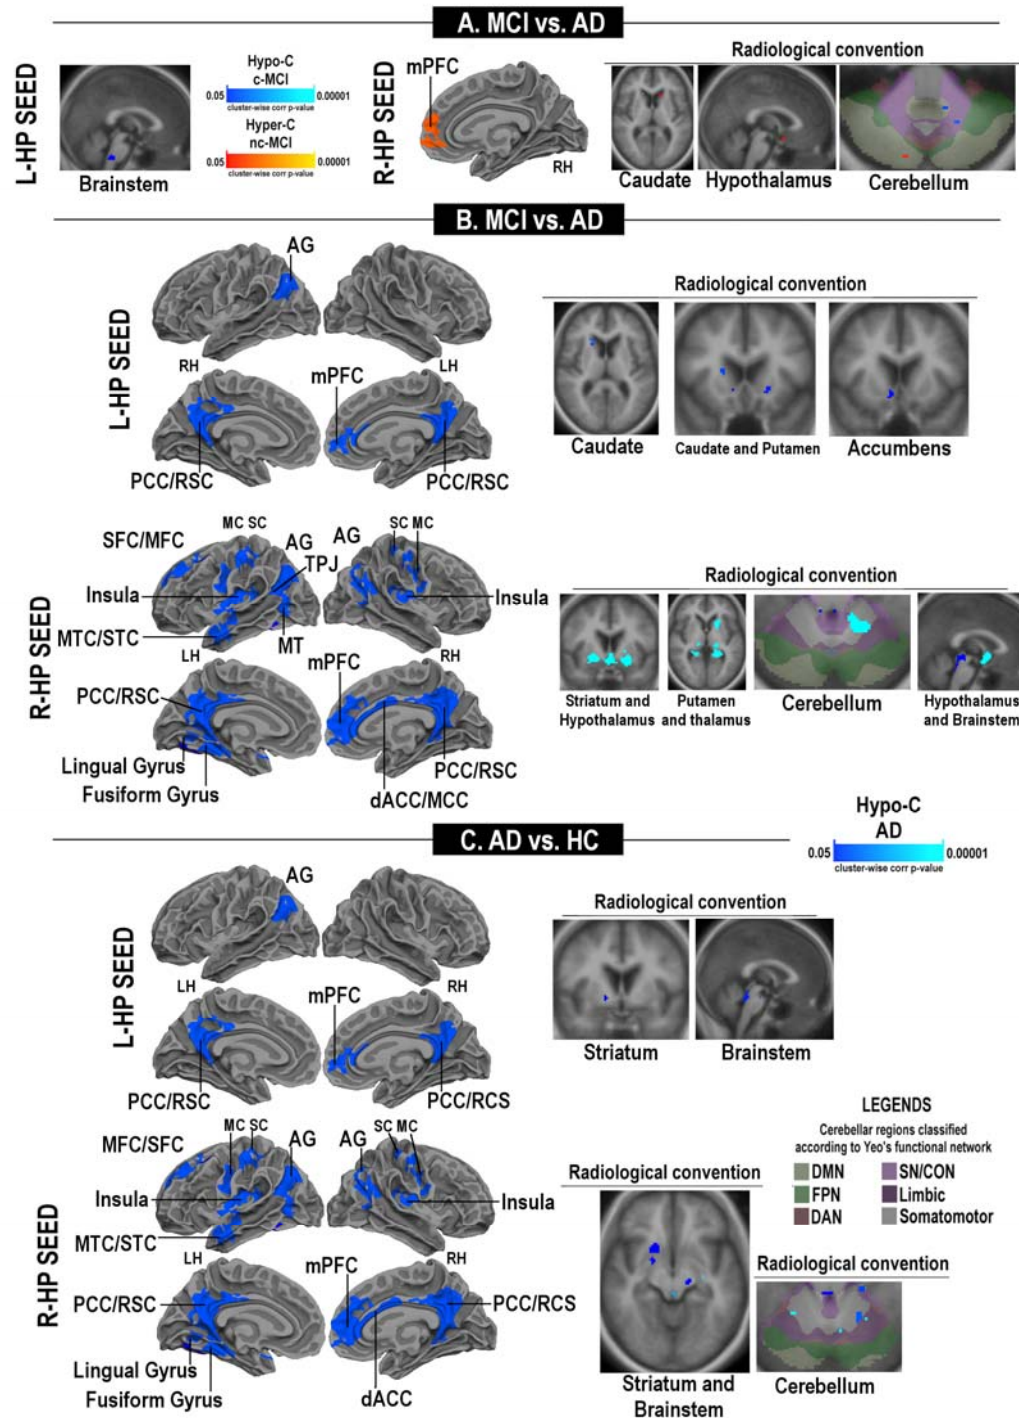 A. MCI vs. AD
L-HP SEED
Brainstem
Hypo-C
c-MCI
0.05
0.00001
cluster-wise corr p-value
Hyper-C
nc-MCI
0.05
0.00001
cluster-wise corr p-value
R-HP SEED
mPFC
RH
Radiological convention
Caudate
Hypothalamus
Cerebellum
B. MCI vs. AD
L-HP SEED
AG
RH
LH
mPFC
PCC/RSC
PCC/RSC
Radiological convention
Caudate
Caudate and Putamen
Accumbens
R-HP SEED
SFC/MFC
MC SC
AG
TPJ
AG
SC MC
Insula
Insula
MTC/STC
MT
LH
RH
mPFC
PCC/RSC
PCC/RSC
Lingual Gyrus
Fusiform Gyrus
dACC/MCC
Radiological convention
Striatum and
Hypothalamus
Putamen
and thalamus
Cerebellum
Hypothalamus
and Brainstem
C. AD vs. HC
Hypo-C
AD
0.05
0.00001
cluster-wise corr p-value
L-HP SEED
AG
LH
RH
mPFC
PCC/RSC
PCC/RCS
Radiological convention
Striatum
Brainstem
R-HP SEED
MFC/SFC
MC SC
AG
AG
SC MC
Insula
Insula
MTC/STC
LH
RH
mPFC
PCC/RSC
PCC/RCS
Lingual Gyrus
Fusiform Gyrus
dACC
Radiological convention
Striatum and
Brainstem
LEGENDS
Cerebellar regions classified
according to Yeo's functional network
DMN
SN/CON
FPN
Limbic
DAN
Somatomotor
Radiological convention
Cerebellum